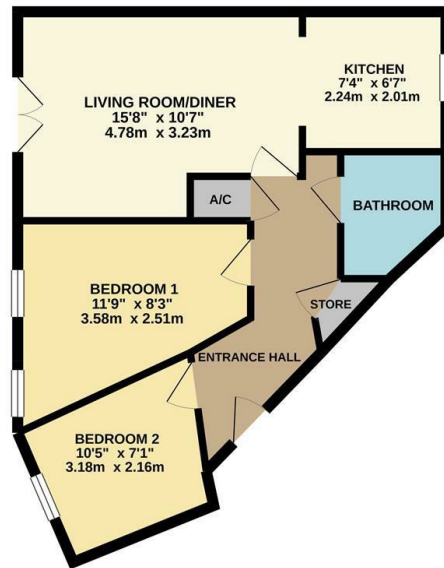 KITCHEN
7'4" x 6'7"
2.24m x 2.01m
LIVING ROOM/DINER
15'8" x 10'7"
4.78m x 3.23m
A/C
BATHROOM
BEDROOM 1
11'9" x 8'3"
3.58m x 2.51m
STORE
ENTRANCE HALL
BEDROOM 2
10'5" x 7'1"
3.18m x 2.16m